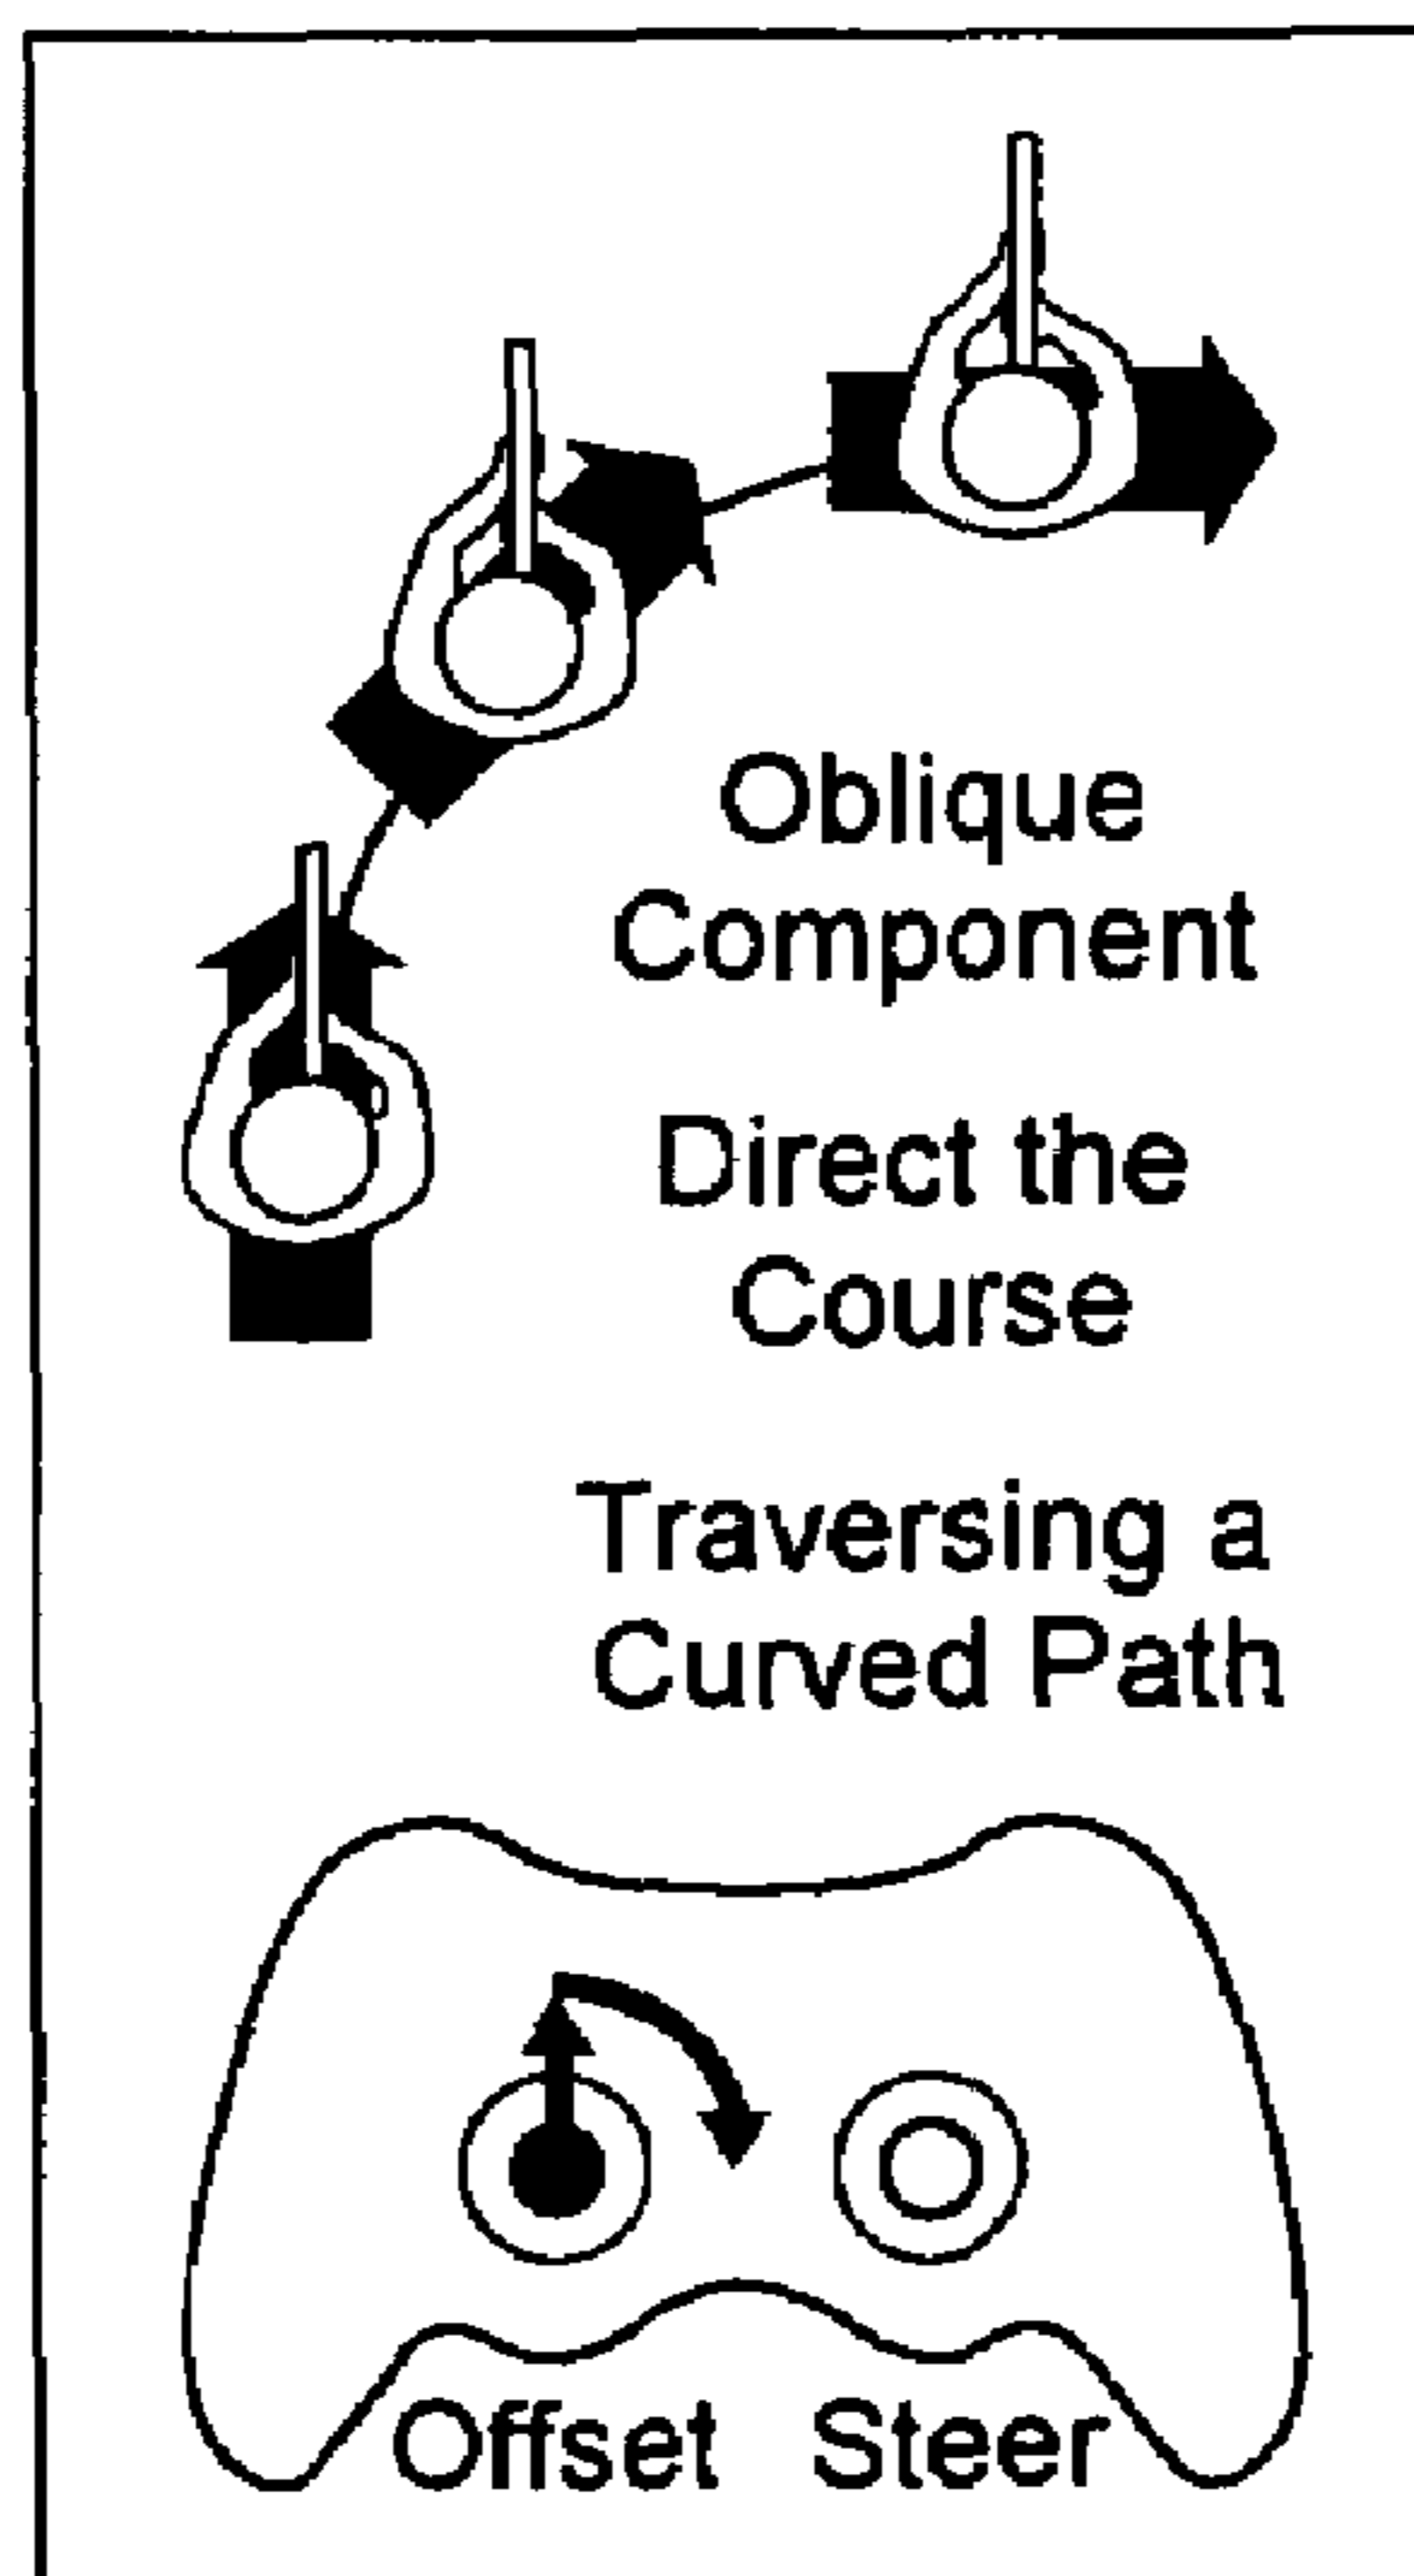 Oblique
Component
Direct the
Course
Traversing a
Curved Path
Offset Steer